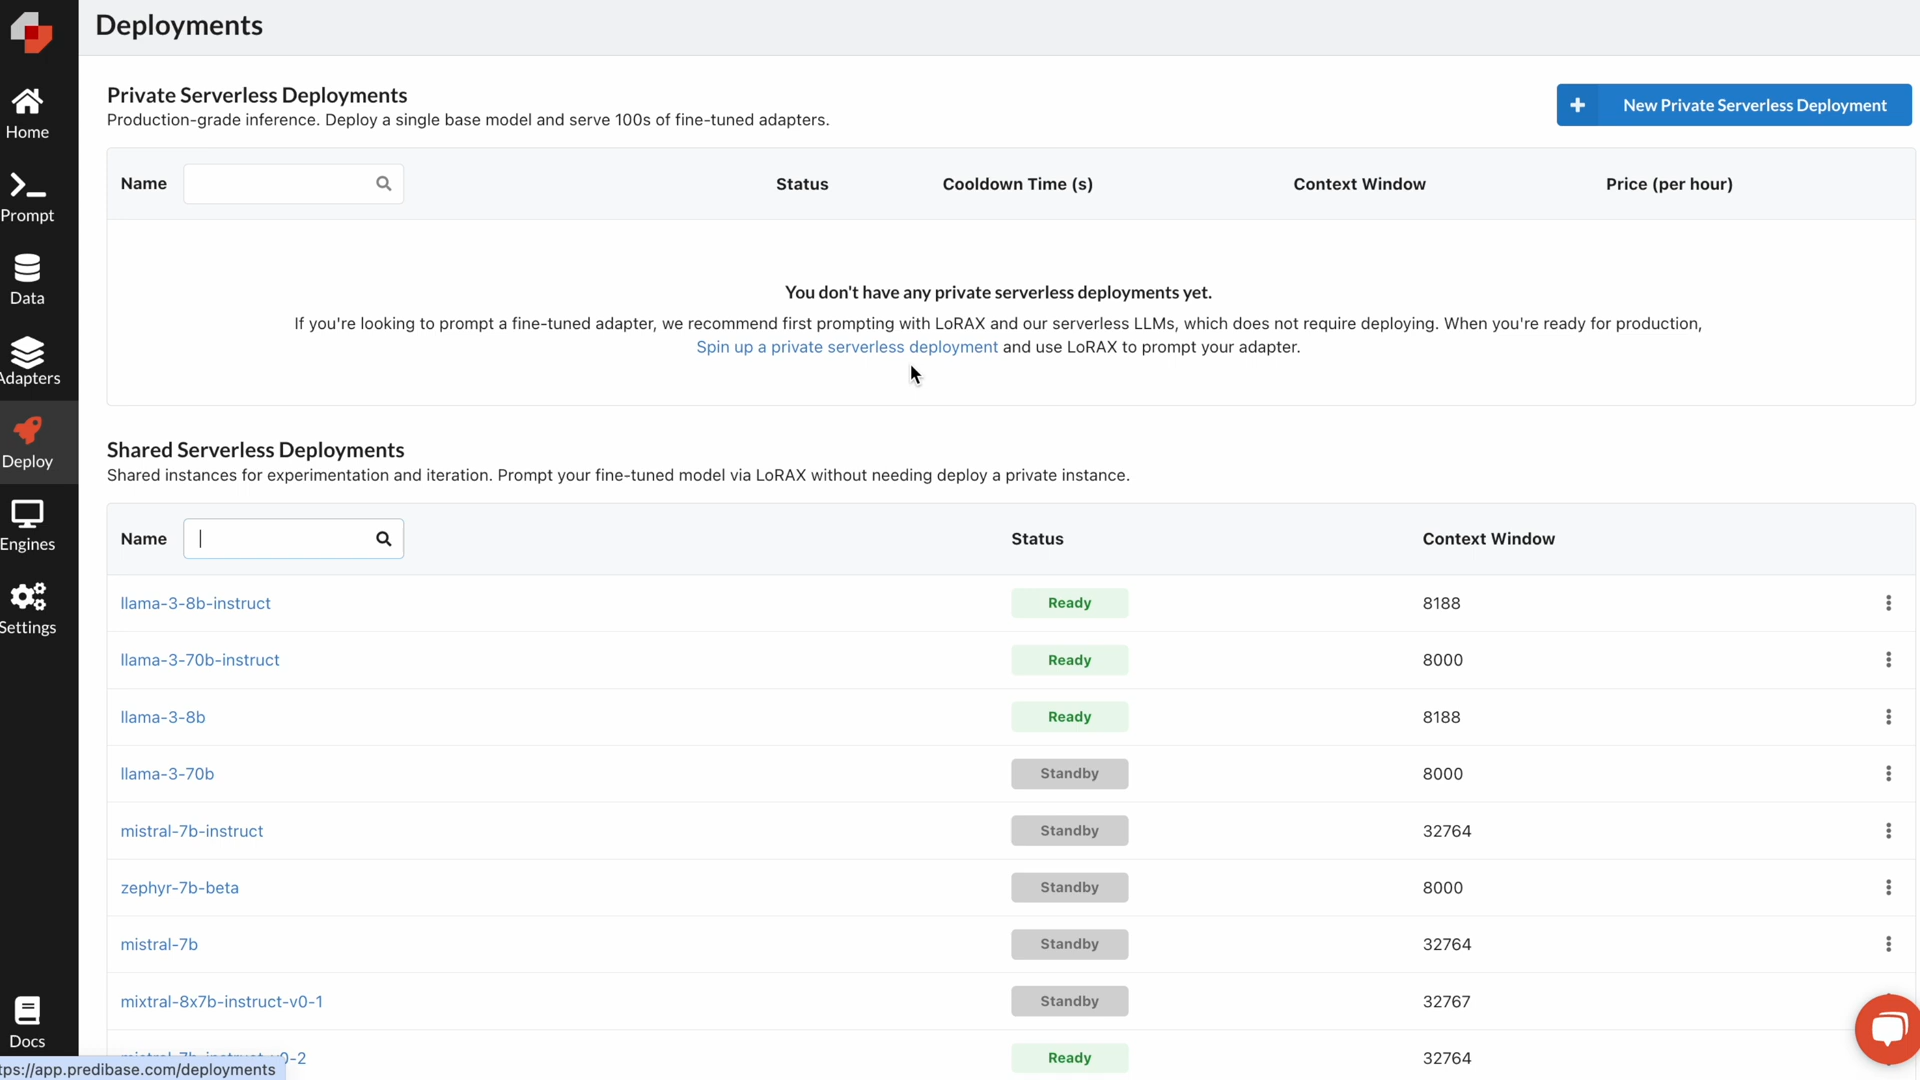 Deployments
Home
Prompt
Data
Adapters
Deploy
Engines
Settings
Docs
Private Serverless Deployments
Production-grade inference. Deploy a single base model and serve 100s of fine-tuned adapters.
New Private Serverless Deployment
Name Status Cooldown Time (s) Context Window Price (per hour)
You don't have any private serverless deployments yet.
If you're looking to prompt a fine-tuned adapter, we recommend first prompting with LoRAX and our serverless LLMs, which does not require deploying. When you're ready for production,
Spin up a private serverless deployment and use LoRAX to prompt your adapter.
Shared Serverless Deployments
Shared instances for experimentation and iteration. Prompt your fine-tuned model via LoRAX without needing deploy a private instance.
Name Status Context Window
llama-3-8b-instruct Ready 8188
llama-3-70b-instruct Ready 8000
llama-3-8b Ready 8188
llama-3-70b Standby 8000
mistral-7b-instruct Standby 32764
zephyr-7b-beta Standby 8000
mistral-7b Standby 32764
mixtral-8x7b-instruct-v0-1 Standby 32767
mistral-7b-instruct-v0-2 Ready 32764
tps://app.predibase.com/deployments